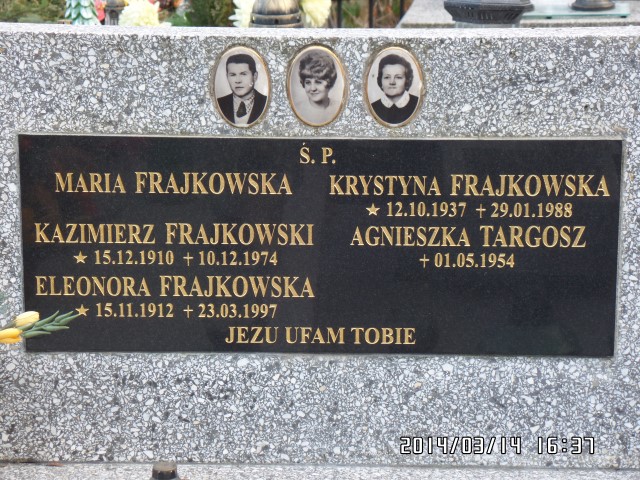 Ś. P.
MARIA FRAJKOWSKA
KAZIMIERZ FRAJKOWSKI
★ 15.12.1910 + 10.12.1974
ELEONORA FRAJKOWSKA
★ 15.11.1912 + 23.03.1997
KRYSTYNA FRAJKOWSKA
★ 12.10.1937 + 29.01.1988
AGNIESZKA TARGOSZ
+ 01.05.1954
JEZU UFAM TOBIE
2014/03/14 16:37